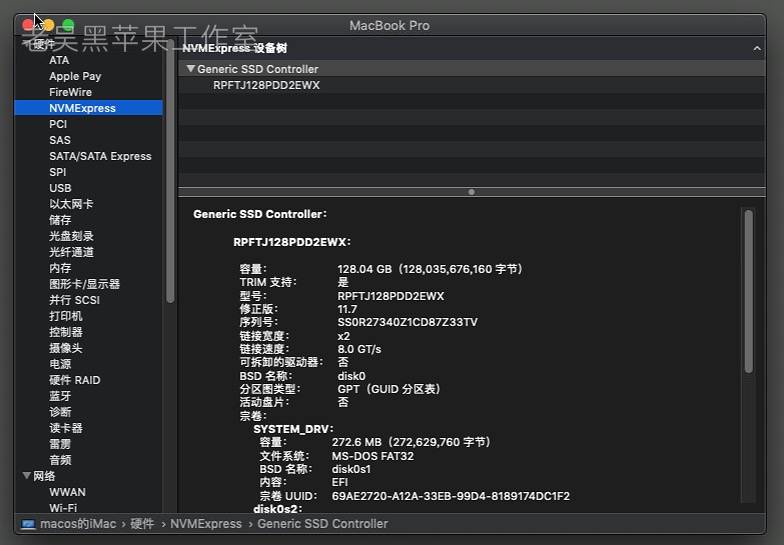 MacBook Pro
老吴黑苹果工作室
硬件
ATA
Apple Pay
FireWire
NVMExpress
PCI
SAS
SATA/SATA Express
SPI
USB
以太网卡
储存
光盘刻录
光纤通道
内存
图形卡/显示器
并行 SCSI
打印机
控制器
摄像头
电源
硬件 RAID
蓝牙
诊断
读卡器
雷雳
音频
网络
WWAN
Wi-Fi
NVMExpress 设备树
Generic SSD Controller
RPFTJ128PDD2EWX
Generic SSD Controller:
RPFTJ128PDD2EWX:
容量: 128.04 GB（128,035,676,160 字节）
TRIM 支持: 是
型号: RPFTJ128PDD2EWX
修正版: 11.7
序列号: SS0R27340Z1CD87Z33TV
链接宽度: x2
链接速度: 8.0 GT/s
可拆卸的驱动器: 否
BSD 名称: disk0
分区图类型: GPT（GUID 分区表）
活动盘片: 否
宗卷:
SYSTEM_DRV:
容量: 272.6 MB（272,629,760 字节）
文件系统: MS-DOS FAT32
BSD 名称: disk0s1
内容: EFI
宗卷 UUID: 69AE2720-A12A-33EB-99D4-8189174DC1F2
disk0s2:
macos的iMac › 硬件 › NVMExpress › Generic SSD Controller